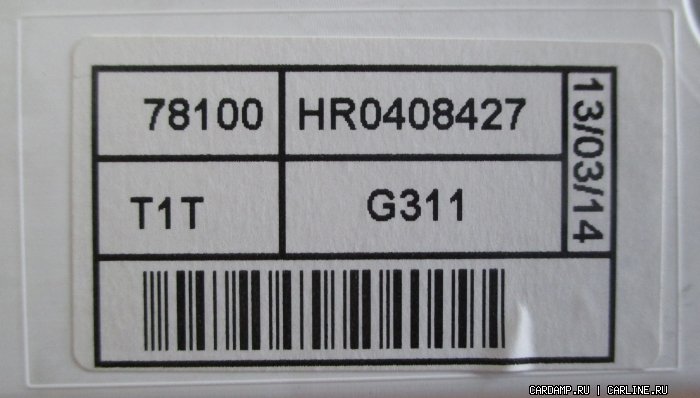 78100 HR0408427
13/03/14
T1T G311
CARDAMP.RU | CARLINE.RU